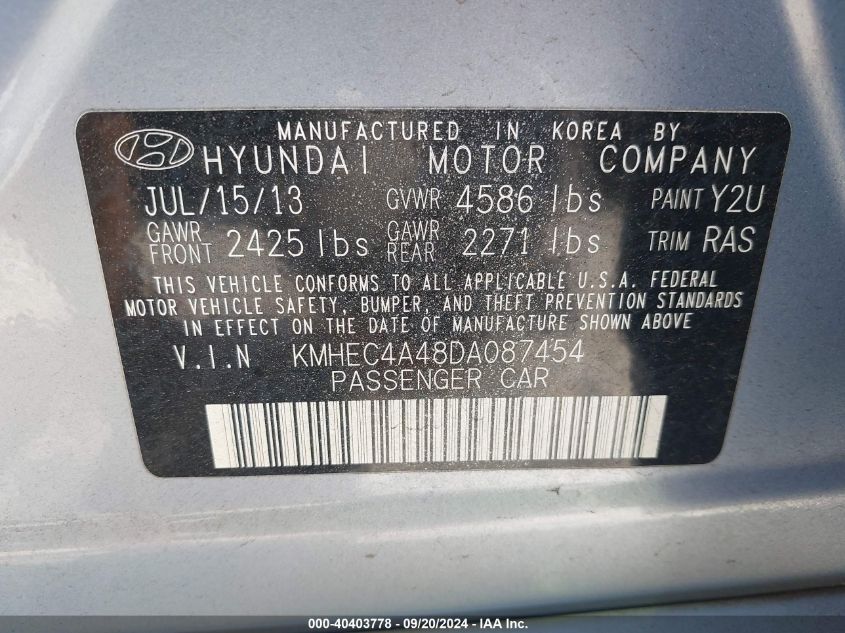 MANUFACTURED IN KOREA BY
HYUNDAI MOTOR COMPANY
JUL/15/13 GVWR 4586 lbs PAINT Y2U
GAWR FRONT 2425 lbs GAWR REAR 2271 lbs TRIM RAS
THIS VEHICLE CONFORMS TO ALL APPLICABLE U.S.A. FEDERAL
MOTOR VEHICLE SAFETY, BUMPER, AND THEFT PREVENTION STANDARDS
IN EFFECT ON THE DATE OF MANUFACTURE SHOWN ABOVE.
V.I.N KMHEC4A48DA087454
PASSENGER CAR
000-40403778 - 09/20/2024 - IAA Inc.